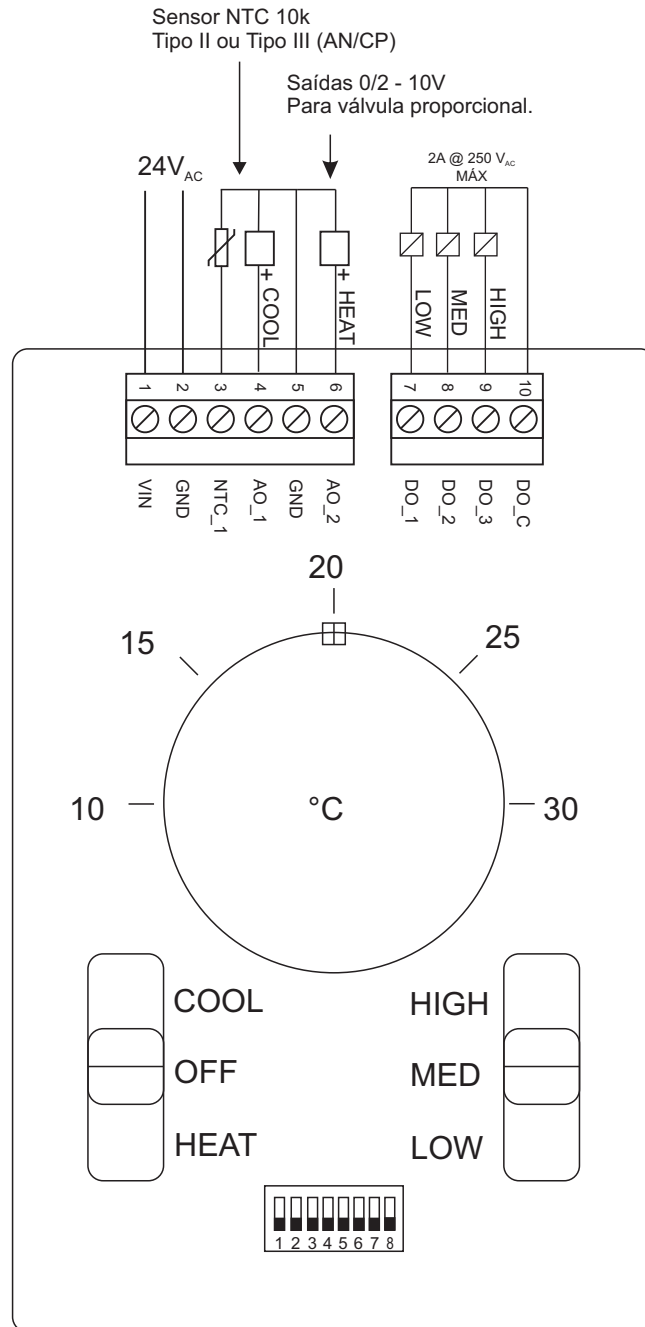 Sensor NTC 10k
Tipo II ou Tipo III (AN/CP)
Saídas 0/2 - 10V
Para válvula proporcional.
24VAC
2A @ 250 VAC
MÁX
+ COOL
+ HEAT
LOW
MED
HIGH
1 2 3 4 5 6
7 8 9 10
VIN
GND
NTC_1
AO_1
GND
AO_2
DO_1
DO_2
DO_3
DO_C
20
15
25
10
°C
30
COOL
OFF
HEAT
HIGH
MED
LOW
1 2 3 4 5 6 7 8